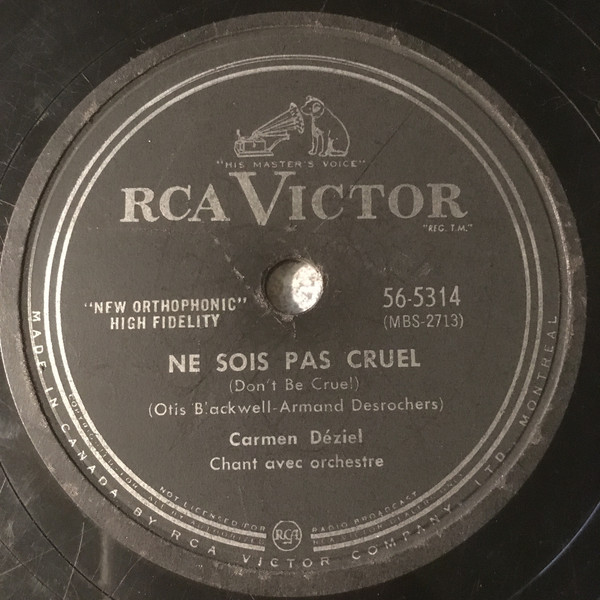 "HIS MASTER'S VOICE"
RCA VICTOR
"REG. T.M."
"NEW ORTHOPHONIC"
HIGH FIDELITY
56-5314
(MBS-2713)
NE SOIS PAS CRUEL
(Don't Be Cruel)
(Otis Blackwell-Armand Desrochers)
Carmen Déziel
Chant avec orchestre
NOT LICENSED FOR RADIO BROADCAST
RCA
MADE IN CANADA BY RCA VICTOR COMPANY, LTD MONTREAL